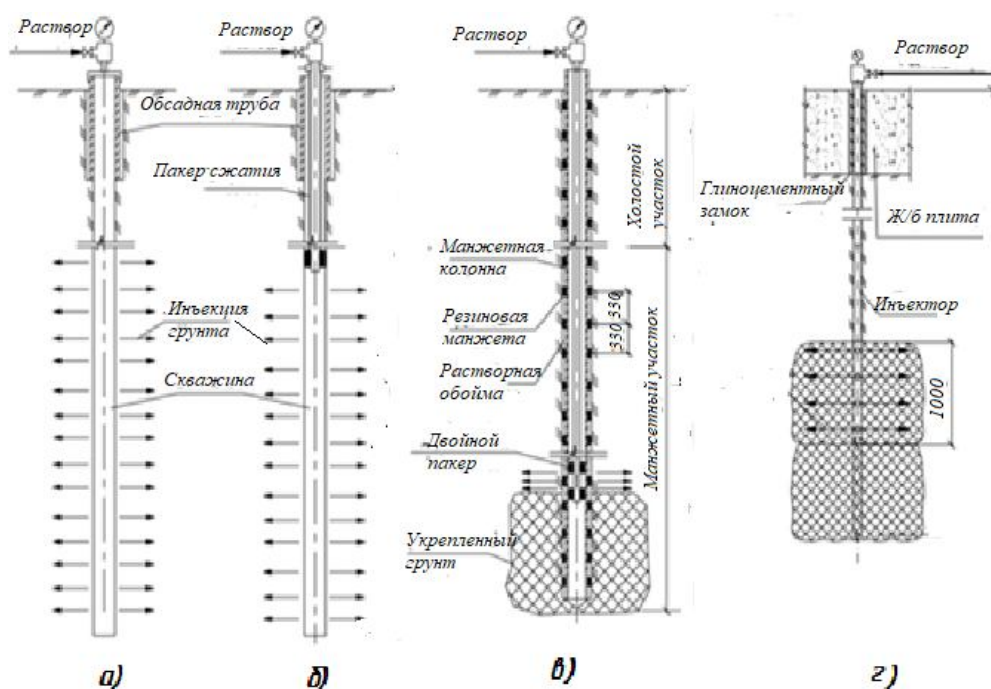 Раствор
Раствор
Раствор
Раствор
Обсадная труба
Пакер сжатия
Холостой
участок
Глиноцементный
замок
Ж/б плита
Манжетная
колонна
Инъекция
грунта
Резиновая
манжета
330 330
Инъектор
Растворная
обойма
Скважина
1000
Манжетный участок
Двойной
пакер
Укрепленный
грунт
а)
б)
в)
г)